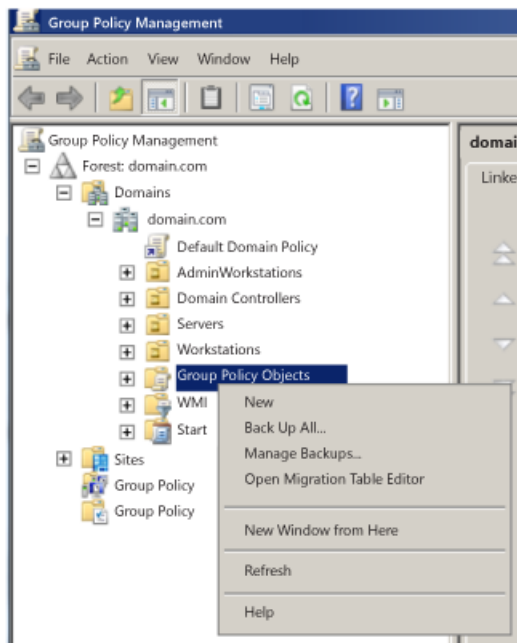 Group Policy Management
File Action View Window Help
Group Policy Management
Forest: domain.com
Domains
domain.com
Default Domain Policy
AdminWorkstations
Domain Controllers
Servers
Workstations
Group Policy Objects
WMI
Start
Sites
Group Policy
Group Policy
New
Back Up All...
Manage Backups...
Open Migration Table Editor
New Window from Here
Refresh
Help
domai
Linke